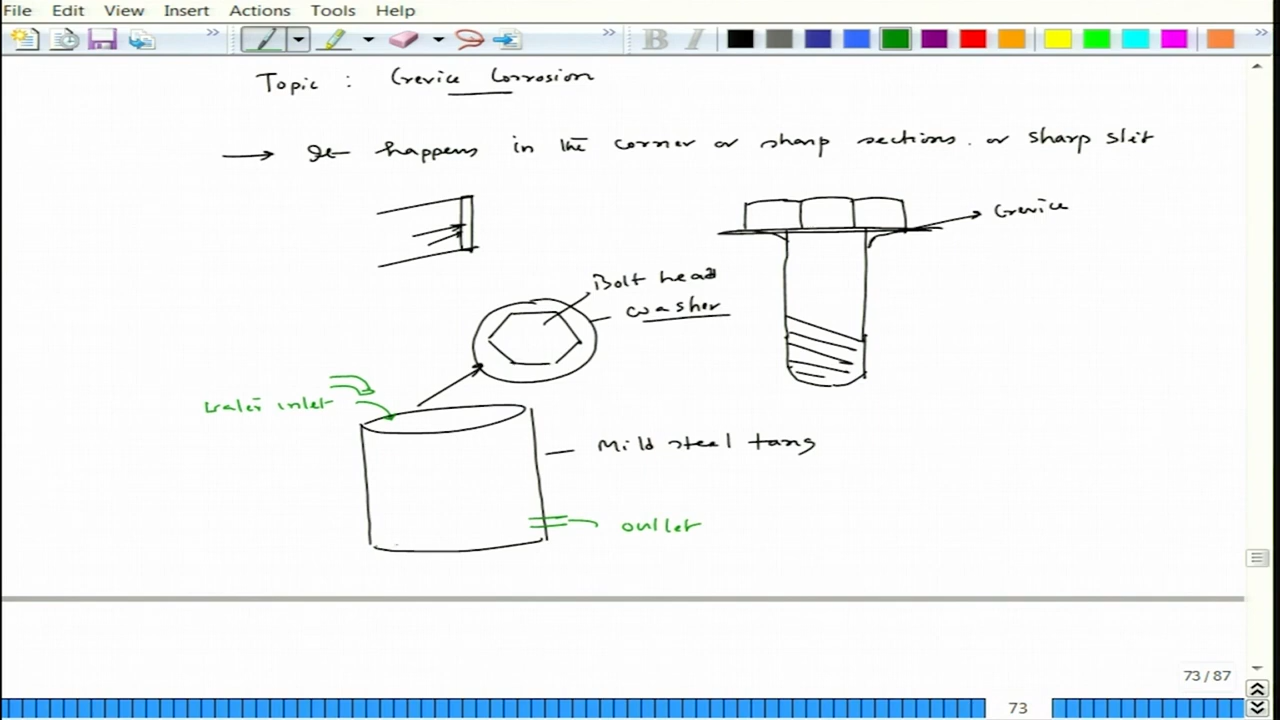 File Edit View Insert Actions Tools Help
B I
Topic : Crevice Corrosion
It happens in the corner or sharp sections. or sharp slit
Crevice
Bolt head
washer
Water inlet
Mild steel tang
outlet
73 / 87
73